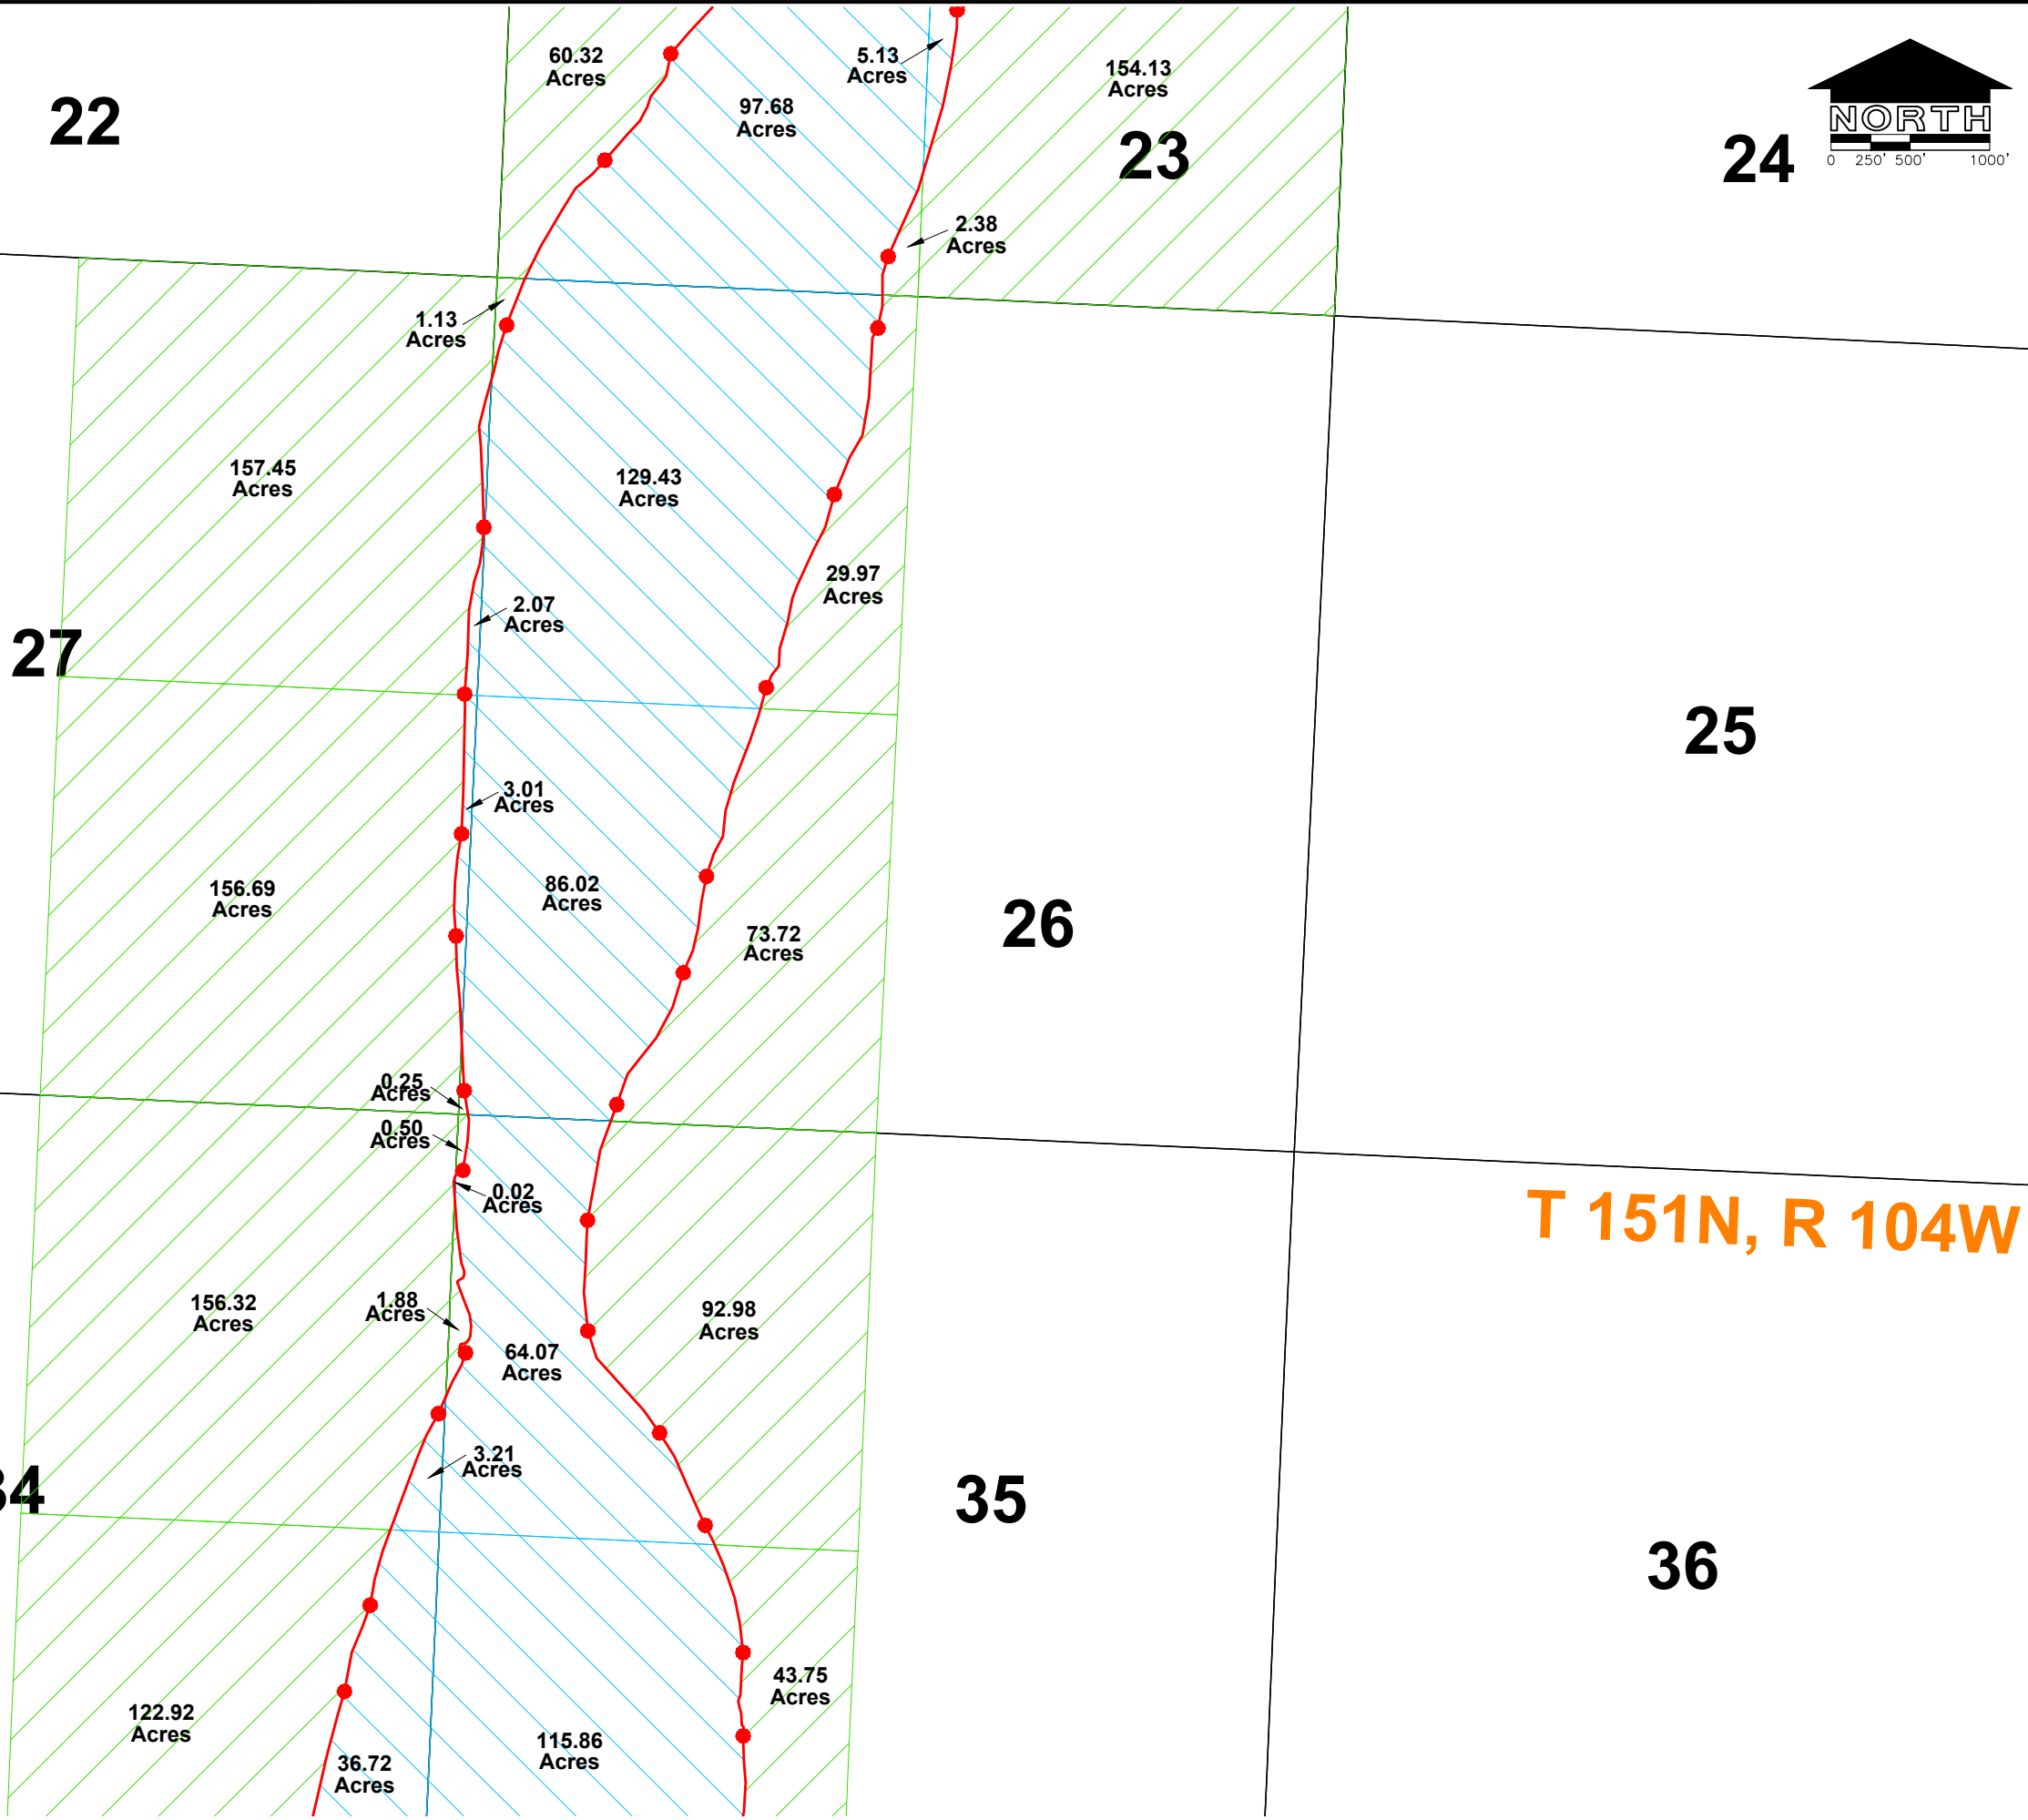 60.32
Acres
5.13
Acres
154.13
Acres
97.68
Acres
22
23
24
NORTH
0 250' 500' 1000'
2.38
Acres
1.13
Acres
157.45
Acres
129.43
Acres
29.97
Acres
2.07
Acres
27
25
3.01
Acres
156.69
Acres
86.02
Acres
26
73.72
Acres
0.25
Acres
0.50
Acres
0.02
Acres
T 151N, R 104W
156.32
Acres
1.88
Acres
92.98
Acres
64.07
Acres
3.21
Acres
34
35
36
43.75
Acres
122.92
Acres
115.86
Acres
36.72
Acres